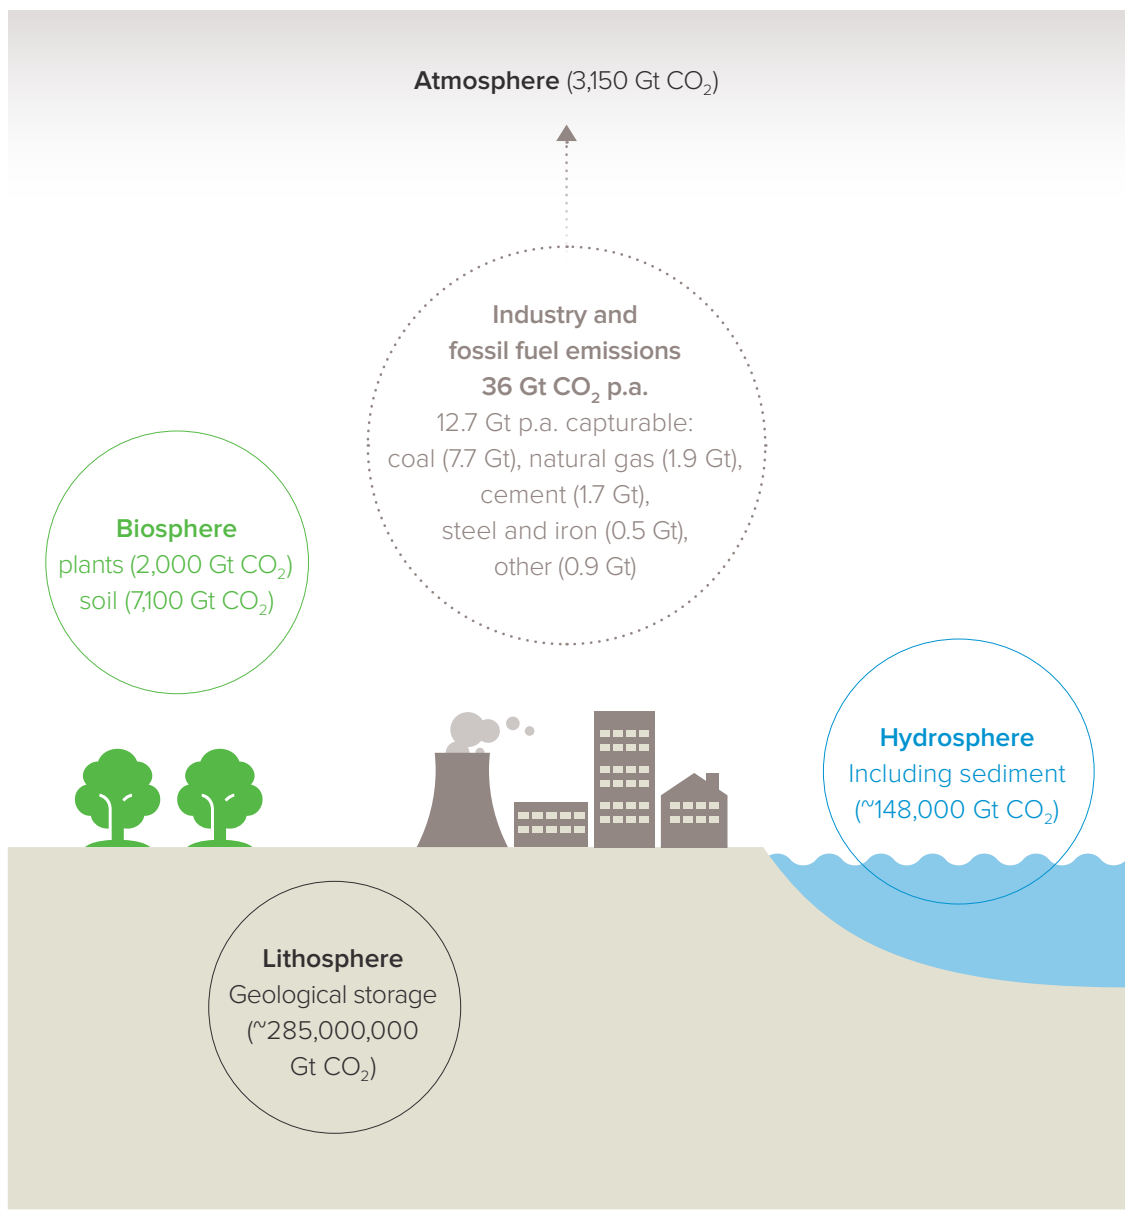 Atmosphere (3,150 Gt CO₂)
Industry and
fossil fuel emissions
36 Gt CO₂ p.a.
12.7 Gt p.a. capturable:
coal (7.7 Gt), natural gas (1.9 Gt),
cement (1.7 Gt),
steel and iron (0.5 Gt),
other (0.9 Gt)
Biosphere
plants (2,000 Gt CO₂)
soil (7,100 Gt CO₂)
Hydrosphere
Including sediment
(~148,000 Gt CO₂)
Lithosphere
Geological storage
(~285,000,000
Gt CO₂)